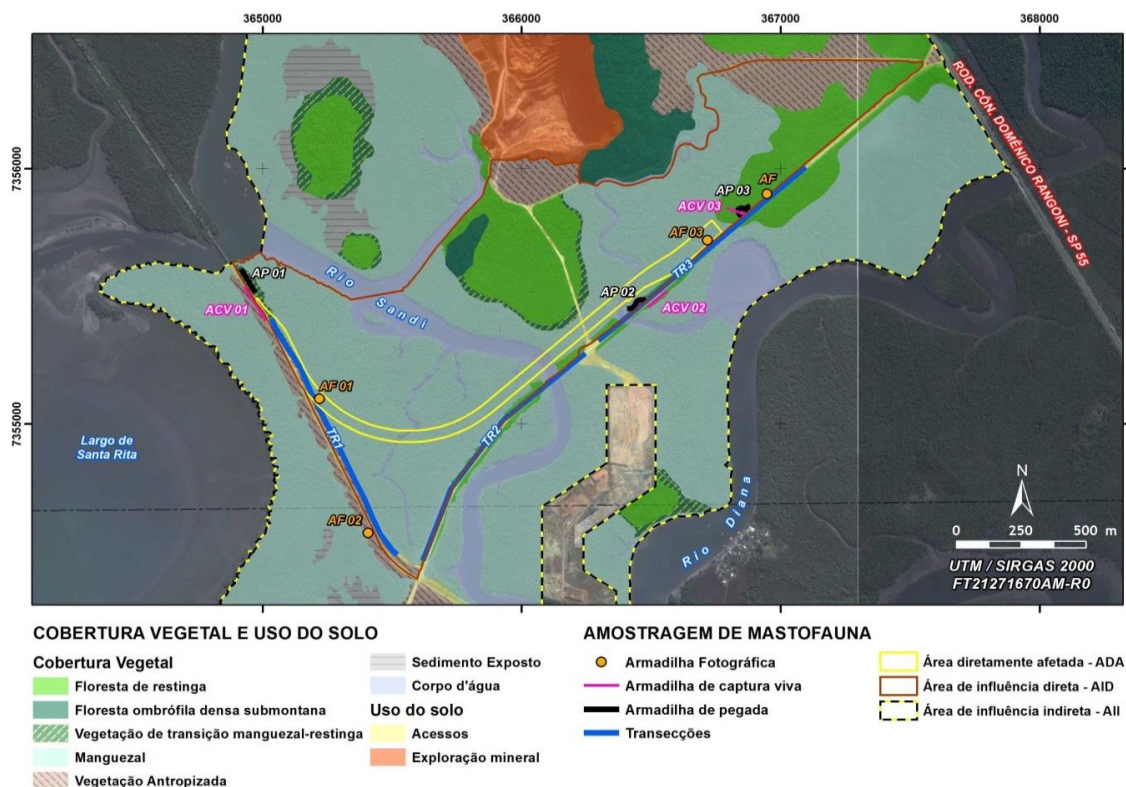 365000 366000 367000 368000
7356000
7355000
ROD. CÔN. DOMÊNICO RANGONI - SP 55
AP 03
AF
ACV 03
AF 03
TR3
AP 02
ACV 02
AP 01
ACV 01
Rio Sandi
AF 01
TR1
TR2
AF 02
Largo de
Santa Rita
Rio Diana
N
0 250 500 m
UTM / SIRGAS 2000
FT21271670AM-R0
365000 366000 367000 368000
COBERTURA VEGETAL E USO DO SOLO
Cobertura Vegetal
Floresta de restinga
Floresta ombrófila densa submontana
Vegetação de transição manguezal-restinga
Manguezal
Vegetação Antropizada
Sedimento Exposto
Corpo d'água
Uso do solo
Acessos
Exploração mineral
AMOSTRAGEM DE MASTOFAUNA
Armadilha Fotográfica
Armadilha de captura viva
Armadilha de pegada
Transecções
Área diretamente afetada - ADA
Área de influência direta - AID
Área de influência indireta - AII